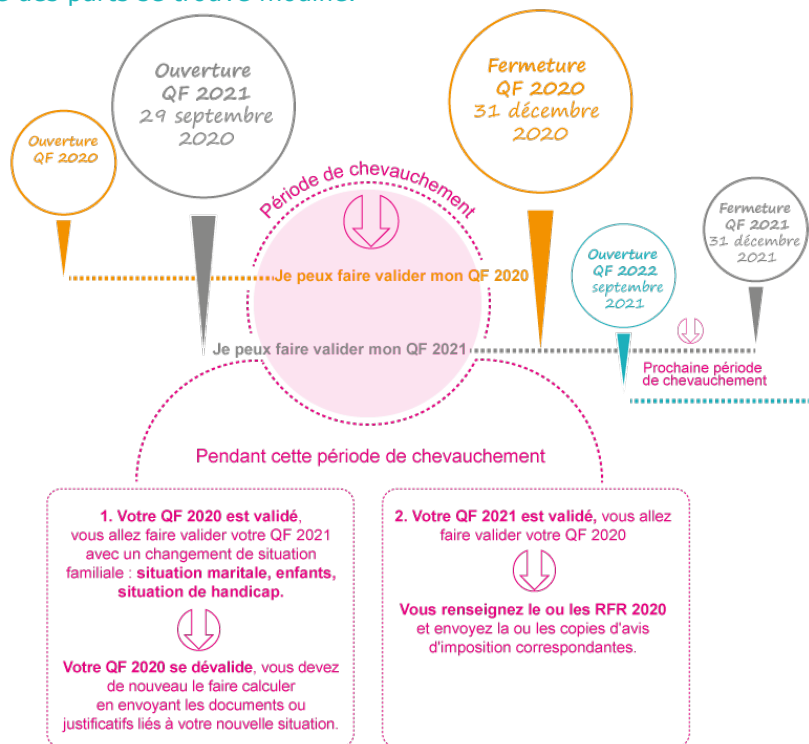 des parts se trouve modifié.
Ouverture
QF 2020
Ouverture
QF 2021
29 septembre
2020
Fermeture
QF 2020
31 décembre
2020
Période de chevauchement
Ouverture
QF 2022
septembre
2021
Fermeture
QF 2021
31 décembre
2021
Je peux faire valider mon QF 2020
Je peux faire valider mon QF 2021
Prochaine période
de chevauchement
Pendant cette période de chevauchement
1. Votre QF 2020 est validé,
vous allez faire valider votre QF 2021
avec un changement de situation
familiale : situation maritale, enfants,
situation de handicap.
Votre QF 2020 se dévalide, vous devez
de nouveau le faire calculer
en envoyant les documents ou
justificatifs liés à votre nouvelle situation.
2. Votre QF 2021 est validé, vous allez
faire valider votre QF 2020
Vous renseignez le ou les RFR 2020
et envoyez la ou les copies d'avis
d'imposition correspondantes.